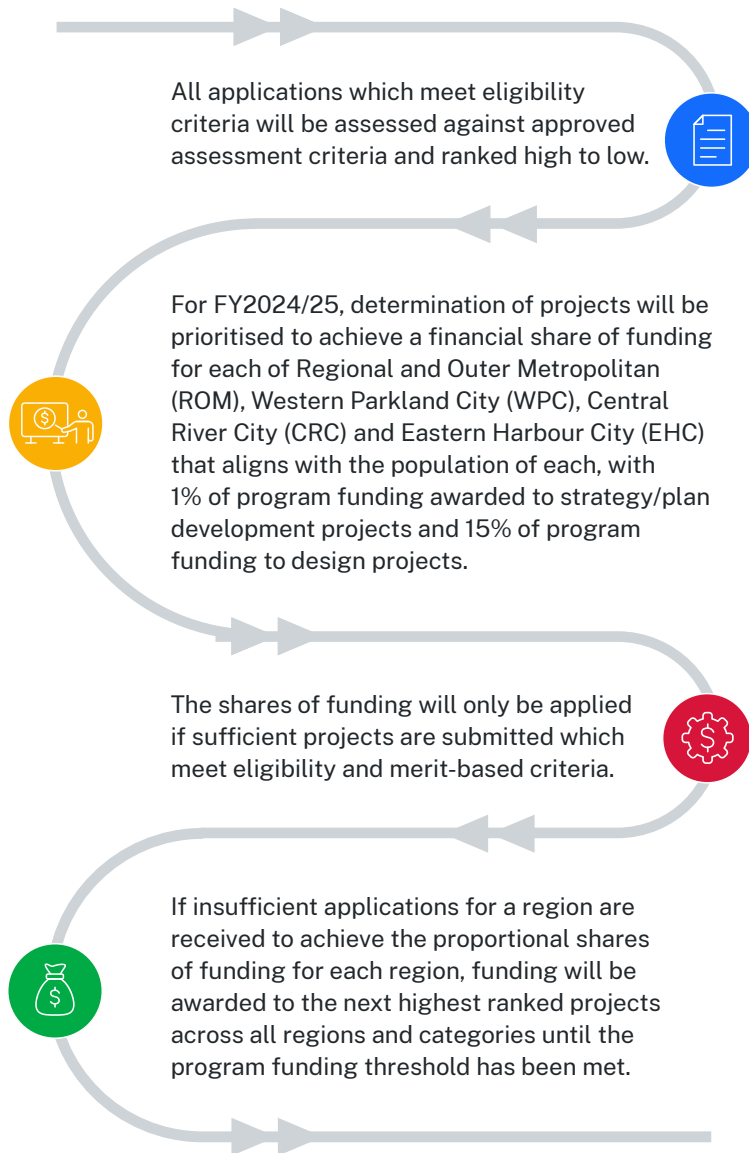 All applications which meet eligibility
criteria will be assessed against approved
assessment criteria and ranked high to low.
For FY2024/25, determination of projects will be
prioritised to achieve a financial share of funding
for each of Regional and Outer Metropolitan
(ROM), Western Parkland City (WPC), Central
River City (CRC) and Eastern Harbour City (EHC)
that aligns with the population of each, with
1% of program funding awarded to strategy/plan
development projects and 15% of program
funding to design projects.
The shares of funding will only be applied
if sufficient projects are submitted which
meet eligibility and merit-based criteria.
If insufficient applications for a region are
received to achieve the proportional shares
of funding for each region, funding will be
awarded to the next highest ranked projects
across all regions and categories until the
program funding threshold has been met.